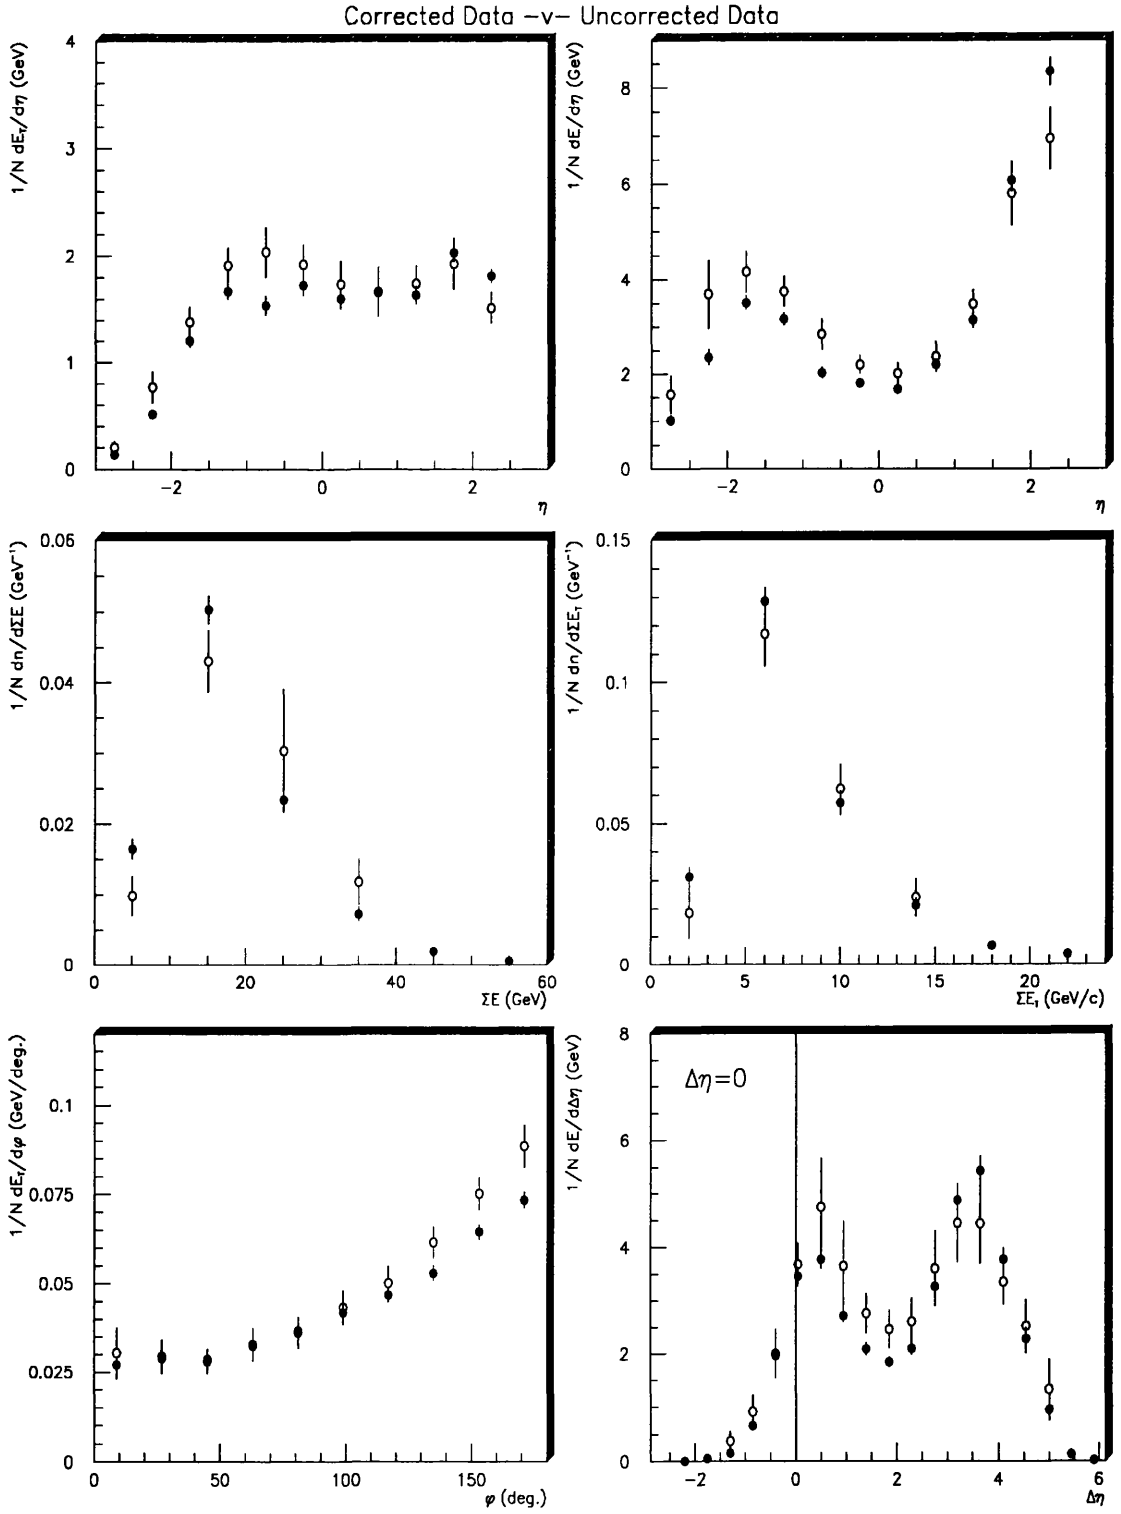 Corrected Data –v– Uncorrected Data
1/N dE_T/dη (GeV)
4
3
2
1
0
−2 0 2
η
1/N dE/dη (GeV)
8
6
4
2
0
−2 0 2
η
1/N dn/dΣE (GeV⁻¹)
0.06
0.04
0.02
0
0 20 40 60
ΣE (GeV)
1/N dn/dΣE_T (GeV⁻¹)
0.15
0.1
0.05
0
0 5 10 15 20
ΣE_T (GeV/c)
1/N dE_T/dφ (GeV/deg.)
0.1
0.075
0.05
0.025
0
0 50 100 150
φ (deg.)
1/N dE/dΔη (GeV)
8
6
4
2
0
Δη=0
−2 0 2 4 6
Δη